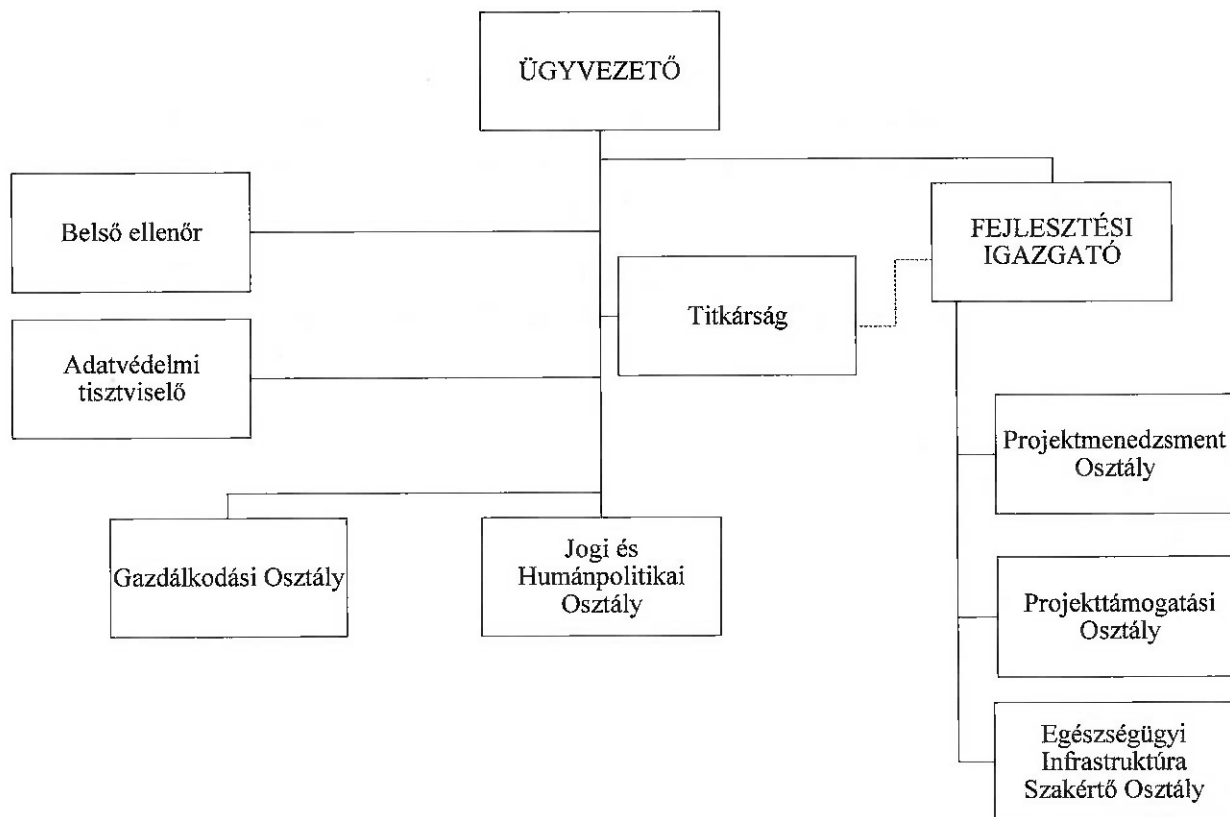 ÜGYVEZETŐ
Belső ellenőr
FEJLESZTÉSI
IGAZGATÓ
Titkárság
Adatvédelmi
tisztviselő
Projektmenedzsment
Osztály
Gazdálkodási Osztály
Jogi és
Humánpolitikai
Osztály
Projekttámogatási
Osztály
Egészségügyi
Infrastruktúra
Szakértő Osztály